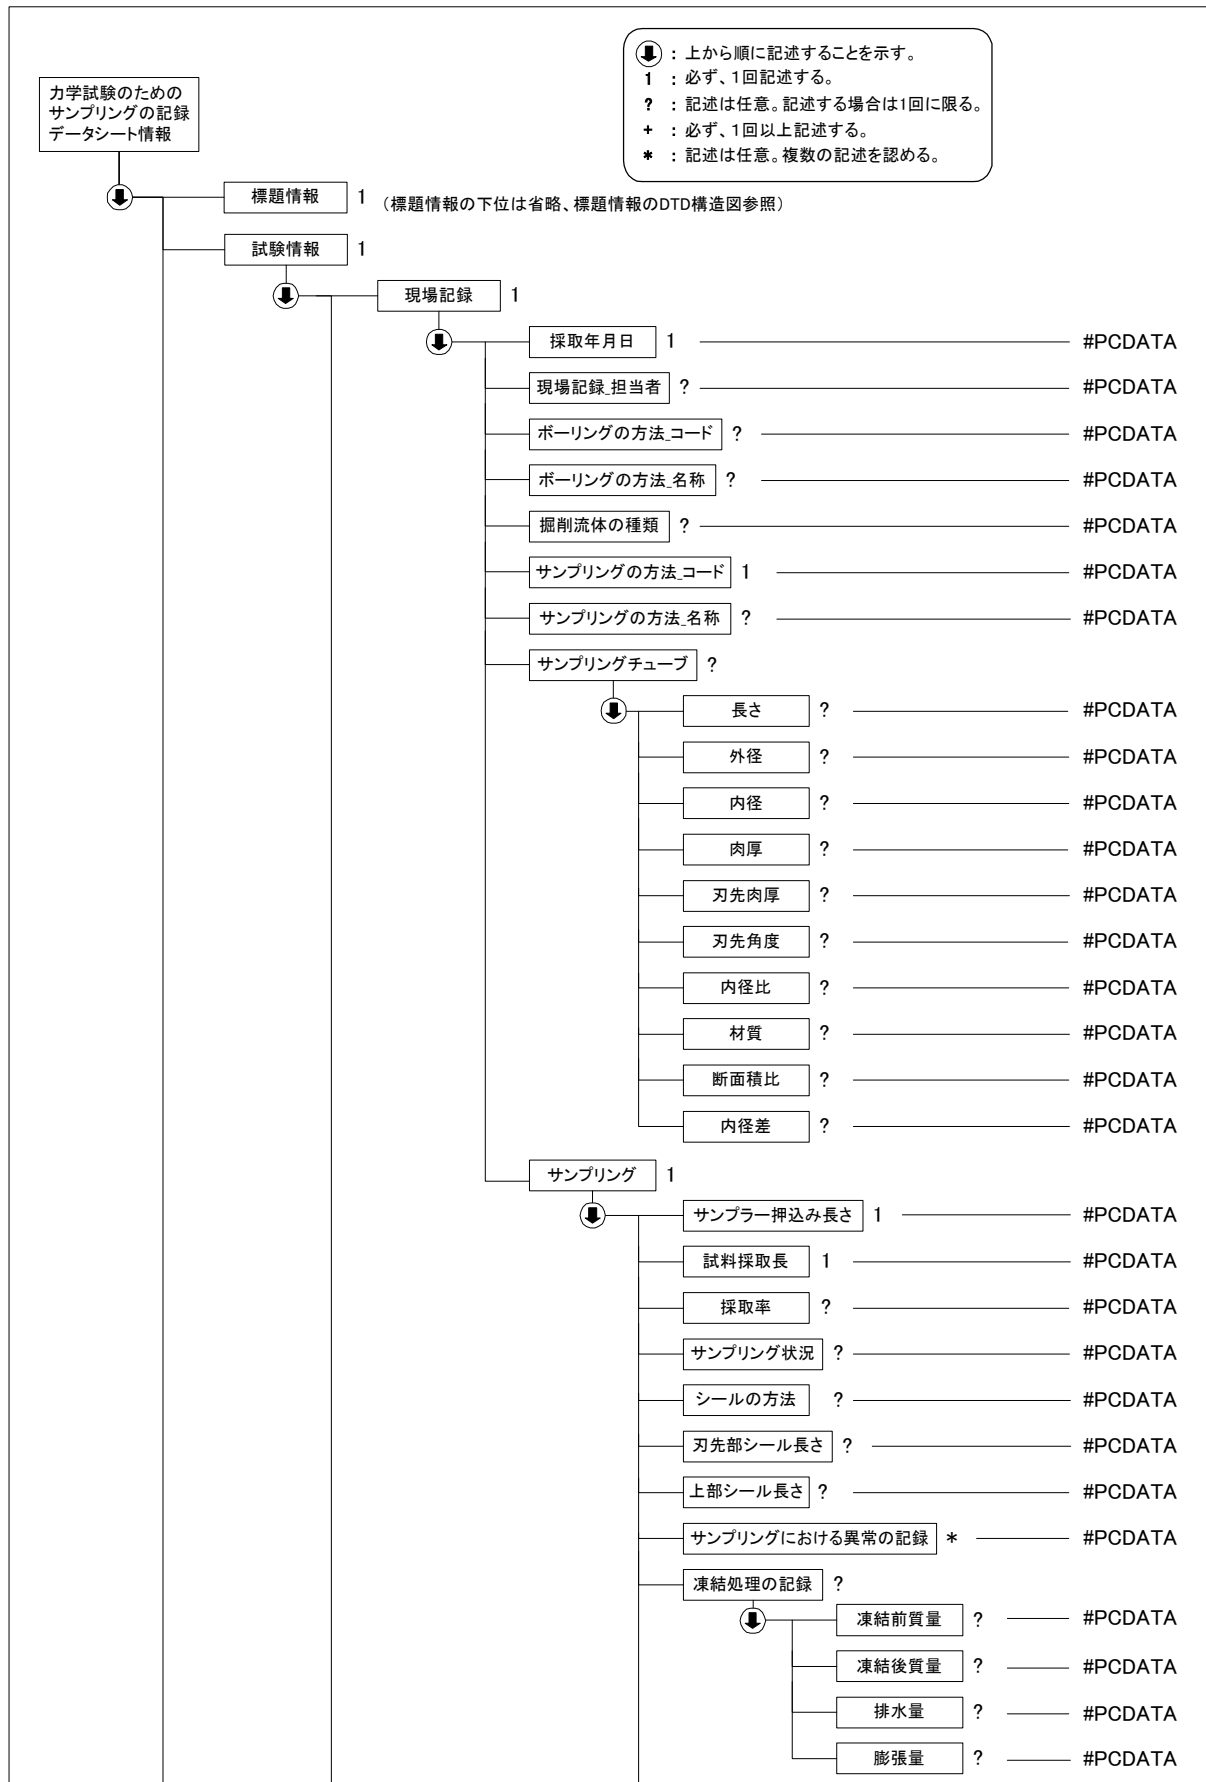 : 上から順に記述することを示す。
1 : 必ず、1回記述する。
? : 記述は任意。記述する場合は1回に限る。
+ : 必ず、1回以上記述する。
* : 記述は任意。複数の記述を認める。
力学試験のための
サンプリングの記録
データシート情報
標題情報 1 (標題情報の下位は省略、標題情報のDTD構造図参照)
試験情報 1
現場記録 1
採取年月日 1 #PCDATA
現場記録_担当者 ? #PCDATA
ボーリングの方法_コード ? #PCDATA
ボーリングの方法_名称 ? #PCDATA
掘削流体の種類 ? #PCDATA
サンプリングの方法_コード 1 #PCDATA
サンプリングの方法_名称 ? #PCDATA
サンプリングチューブ ?
長さ ? #PCDATA
外径 ? #PCDATA
内径 ? #PCDATA
肉厚 ? #PCDATA
刃先肉厚 ? #PCDATA
刃先角度 ? #PCDATA
内径比 ? #PCDATA
材質 ? #PCDATA
断面積比 ? #PCDATA
内径差 ? #PCDATA
サンプリング 1
サンプラー押込み長さ 1 #PCDATA
試料採取長 1 #PCDATA
採取率 ? #PCDATA
サンプリング状況 ? #PCDATA
シールの方法 ? #PCDATA
刃先部シール長さ ? #PCDATA
上部シール長さ ? #PCDATA
サンプリングにおける異常の記録 * #PCDATA
凍結処理の記録 ?
凍結前質量 ? #PCDATA
凍結後質量 ? #PCDATA
排水量 ? #PCDATA
膨張量 ? #PCDATA